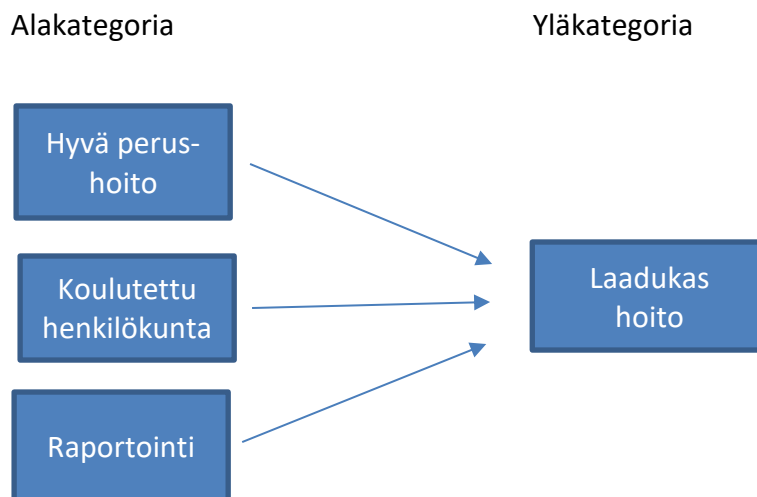 Alakategoria
Yläkategoria
Hyvä perus-
hoito
Koulutettu
henkilökunta
Raportointi
Laadukas
hoito